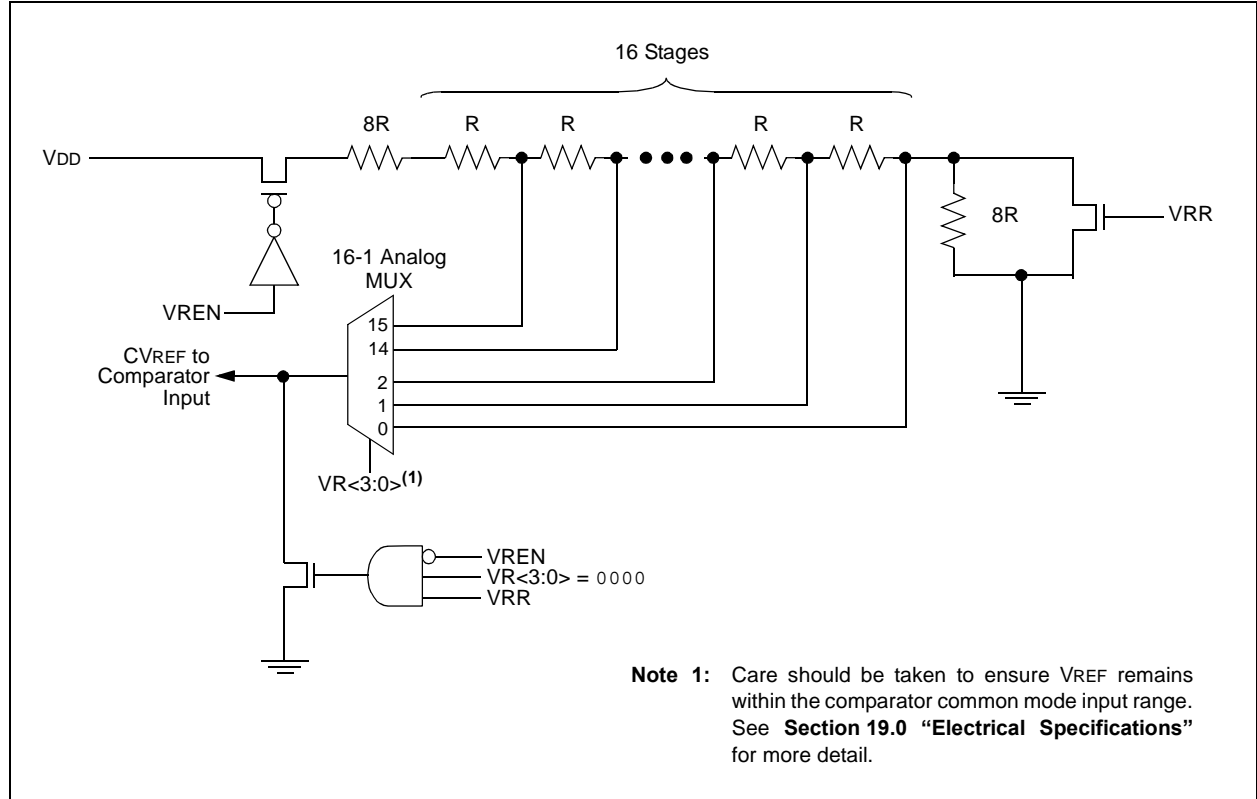 16 Stages
8R R R R R
VDD
8R
VRR
16-1 Analog
MUX
VREN
15
14
2
1
0
CVREF to
Comparator
Input
VR<3:0>(1)
VREN
VR<3:0> = 0000
VRR
Note 1: Care should be taken to ensure VREF remains
within the comparator common mode input range.
See Section 19.0 “Electrical Specifications”
for more detail.